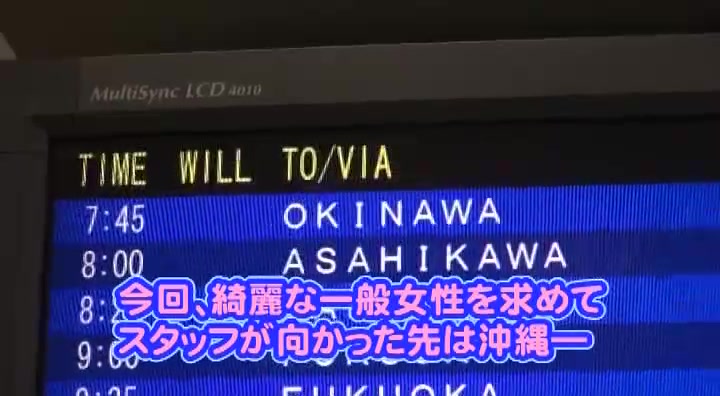 MultiSync LCD 4010
TIME WILL TO/VIA
7:45 OKINAWA
8:00 ASAHIKAWA
今回、綺麗な一般女性を求めて
スタッフが向かった先は沖縄―
FUKUOKA